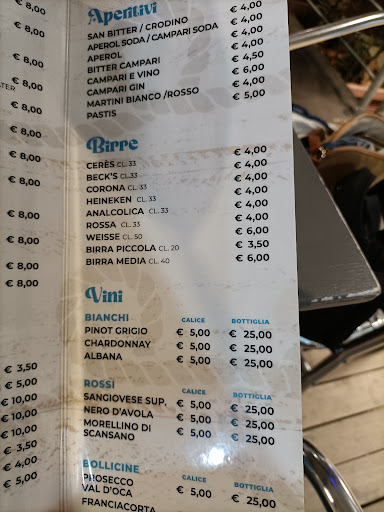 € 8,00
€ 8,00
€ 8,00
€ 8,00
ATER
€ 8,00
€ 8,00
€ 8,00
€ 8,00
€ 8,00
€ 8,00
€ 8,00
€ 8,00
€ 8,00
€ 3,50
€ 5,00
€ 10,00
€ 10,00
€ 10,00
€ 3,50
€ 4,00
€ 5,00
Aperitivi
SAN BITTER / CRODINO € 4,00
APEROL SODA / CAMPARI SODA € 4,00
APEROL € 4,00
BITTER CAMPARI € 4,00
CAMPARI E VINO € 4,50
CAMPARI GIN € 6,00
MARTINI BIANCO /ROSSO € 4,00
PASTIS € 5,00
Birre
CERÈS CL.33 € 4,00
BECK'S CL.33 € 4,00
CORONA CL.33 € 4,00
HEINEKEN CL.33 € 4,00
ANALCOLICA CL.33 € 4,00
ROSSA CL.33 € 4,00
WEISSE CL.50 € 6,00
BIRRA PICCOLA CL.20 € 3,50
BIRRA MEDIA CL.40 € 6,00
Vini
BIANCHI CALICE BOTTIGLIA
PINOT GRIGIO € 5,00 € 25,00
CHARDONNAY € 5,00 € 25,00
ALBANA € 5,00 € 25,00
ROSSI CALICE BOTTIGLIA
SANGIOVESE SUP. € 5,00 € 25,00
NERO D'AVOLA € 5,00 € 25,00
MORELLINO DI € 5,00 € 25,00
SCANSANO
BOLLICINE CALICE BOTTIGLIA
PROSECCO € 5,00 € 25,00
VAL D'OCA
FRANCIACORTA